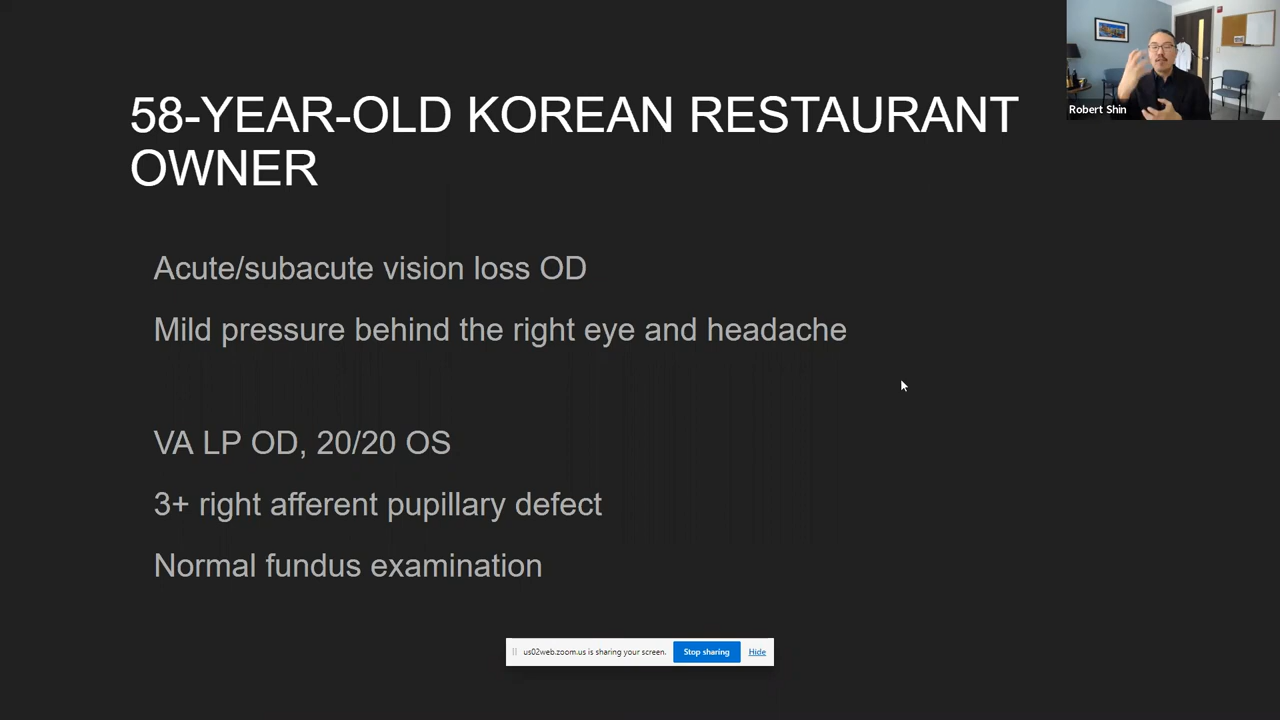 Robert Shin
58-YEAR-OLD KOREAN RESTAURANT
OWNER
Acute/subacute vision loss OD
Mild pressure behind the right eye and headache
VA LP OD, 20/20 OS
3+ right afferent pupillary defect
Normal fundus examination
us02web.zoom.us is sharing your screen. Stop sharing Hide